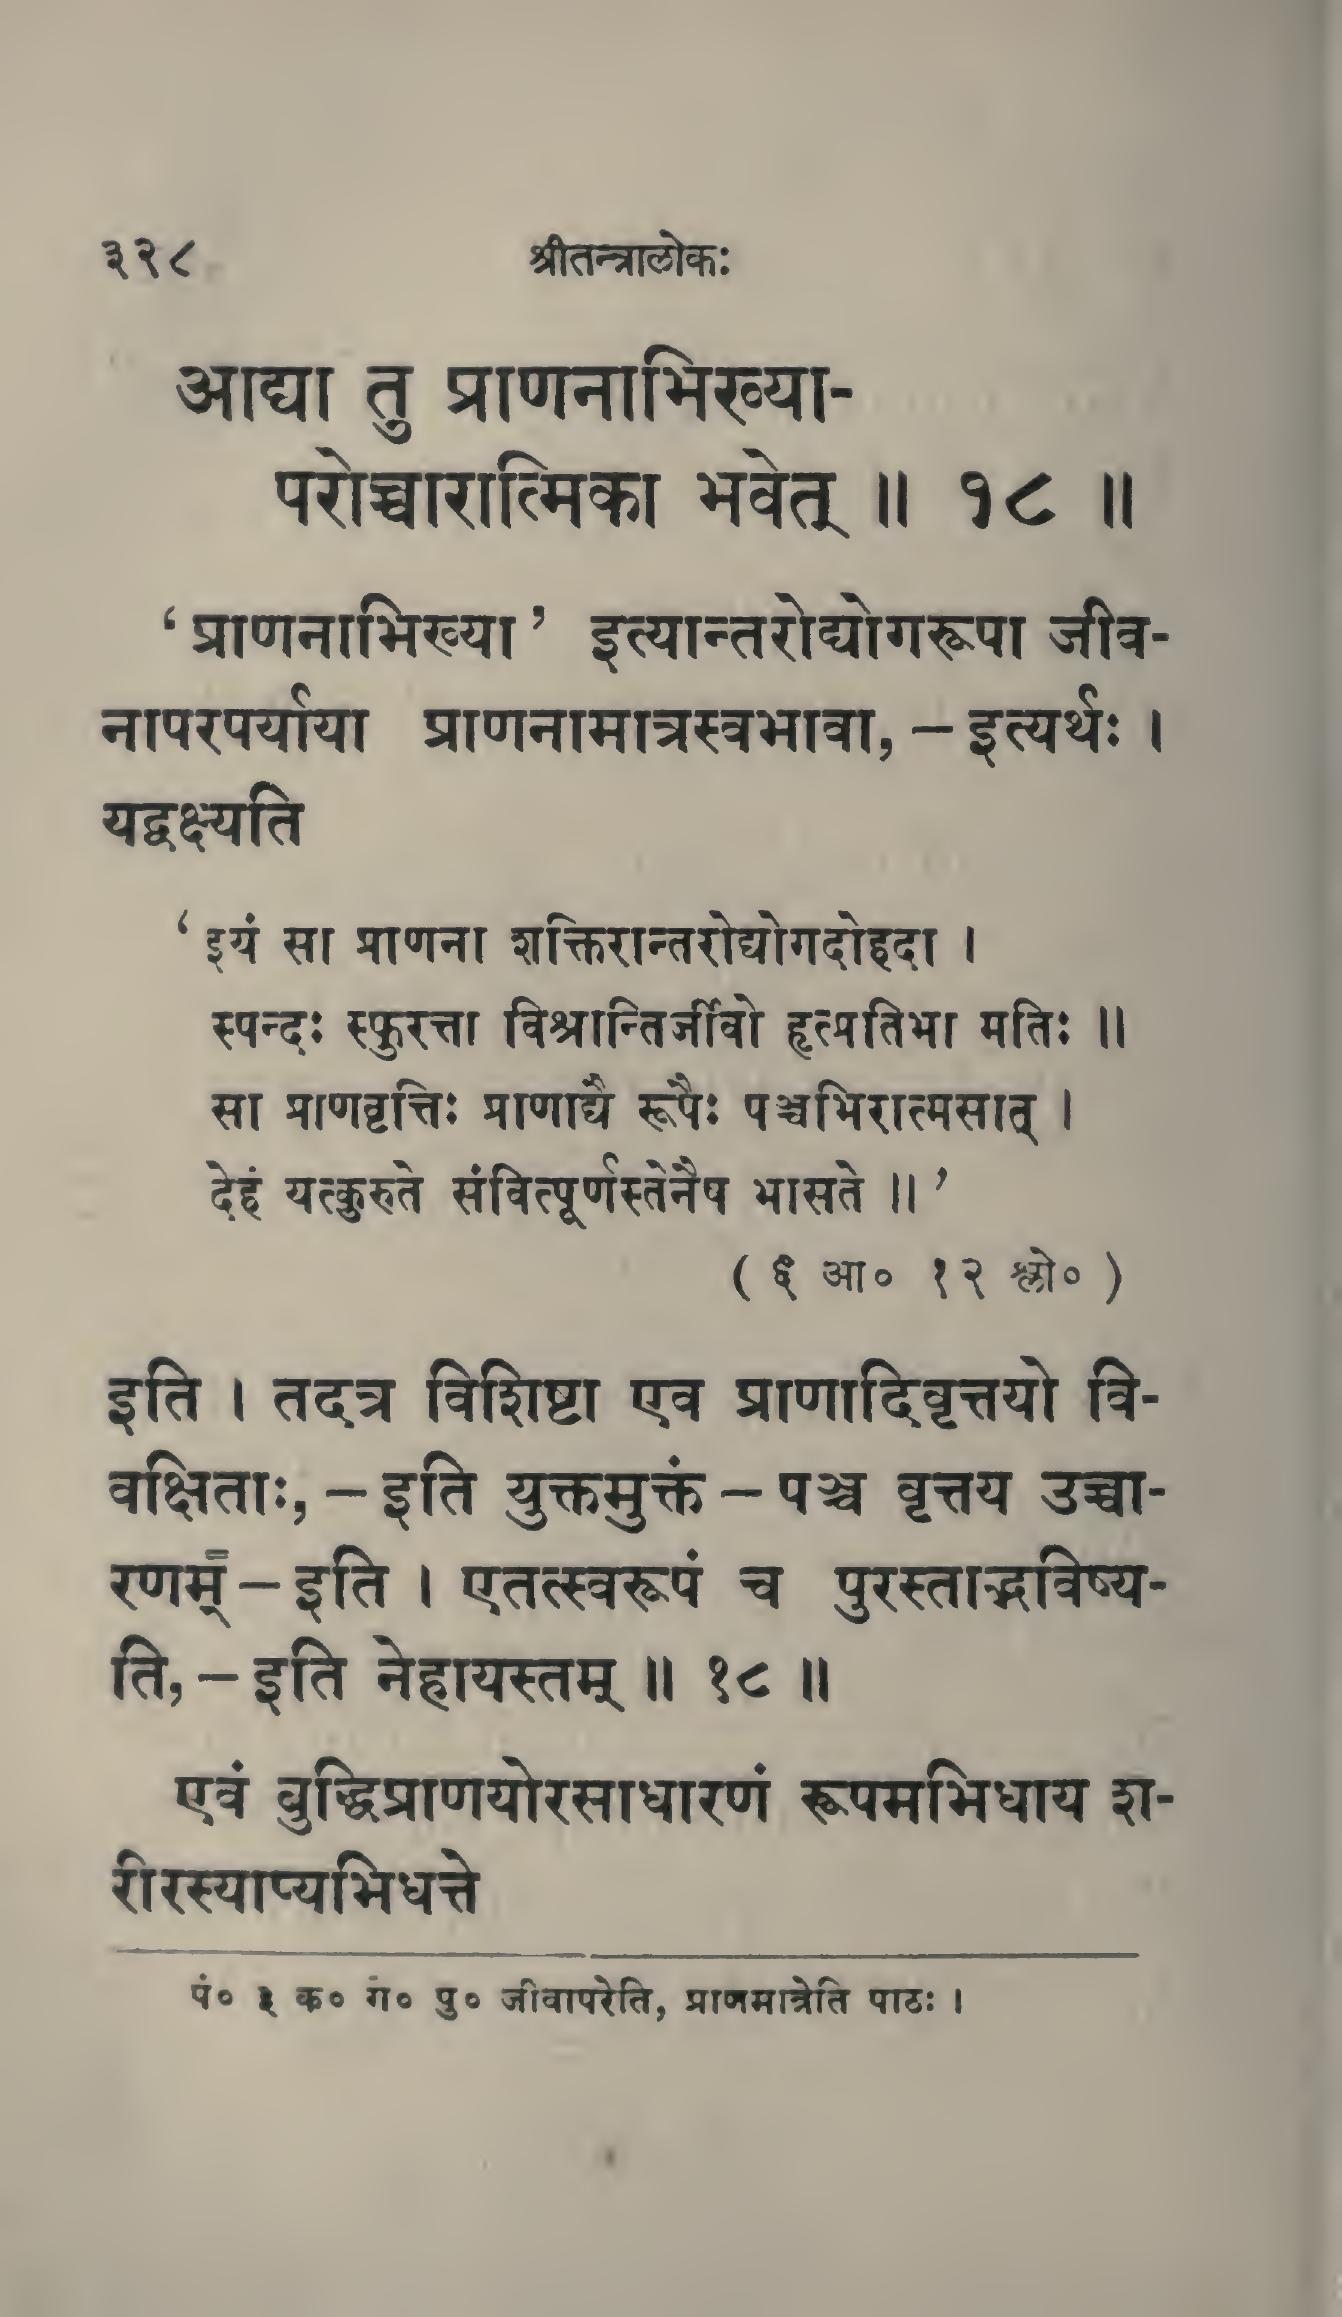 ३२८ श्रीतन्त्रालोकः
आद्या तु प्राणनाभिख्या-
परोच्चारात्मिका भवेत् ॥ १८ ॥
‘प्राणनाभिख्या’ इत्यान्तरोद्योगरूपा जीव-
नापरपर्याया प्राणनामात्रस्वभावा, – इत्यर्थः ।
यद्वक्ष्यति
‘इयं सा प्राणना शक्तिरान्तरोद्योगदोहदा ।
स्पन्दः स्फुरत्ता विश्रान्तिर्जीवो हृत्प्रतिभा मतिः ॥
सा प्राणवृत्तिः प्राणाद्यै रूपैः पञ्चभिरात्मसात् ।
देहं यत्कुरुते संवित्पूर्णस्तेनैष भासते ॥’
( ६ आ० १२ श्लो० )
इति । तदत्र विशिष्टा एव प्राणादिवृत्तयो वि-
वक्षिताः, – इति युक्तमुक्तं – पञ्च वृत्तय उच्चा-
रणम् – इति । एतत्स्वरूपं च पुरस्ताद्भविष्य-
ति, – इति नेहायस्तम् ॥ १८ ॥
एवं बुद्धिप्राणयोरसाधारणं रूपमभिधाय श-
रीरस्याप्यभिधत्ते
पं० ३ क० ग० पु० जीवापरेति, प्राणमात्रेति पाठः ।